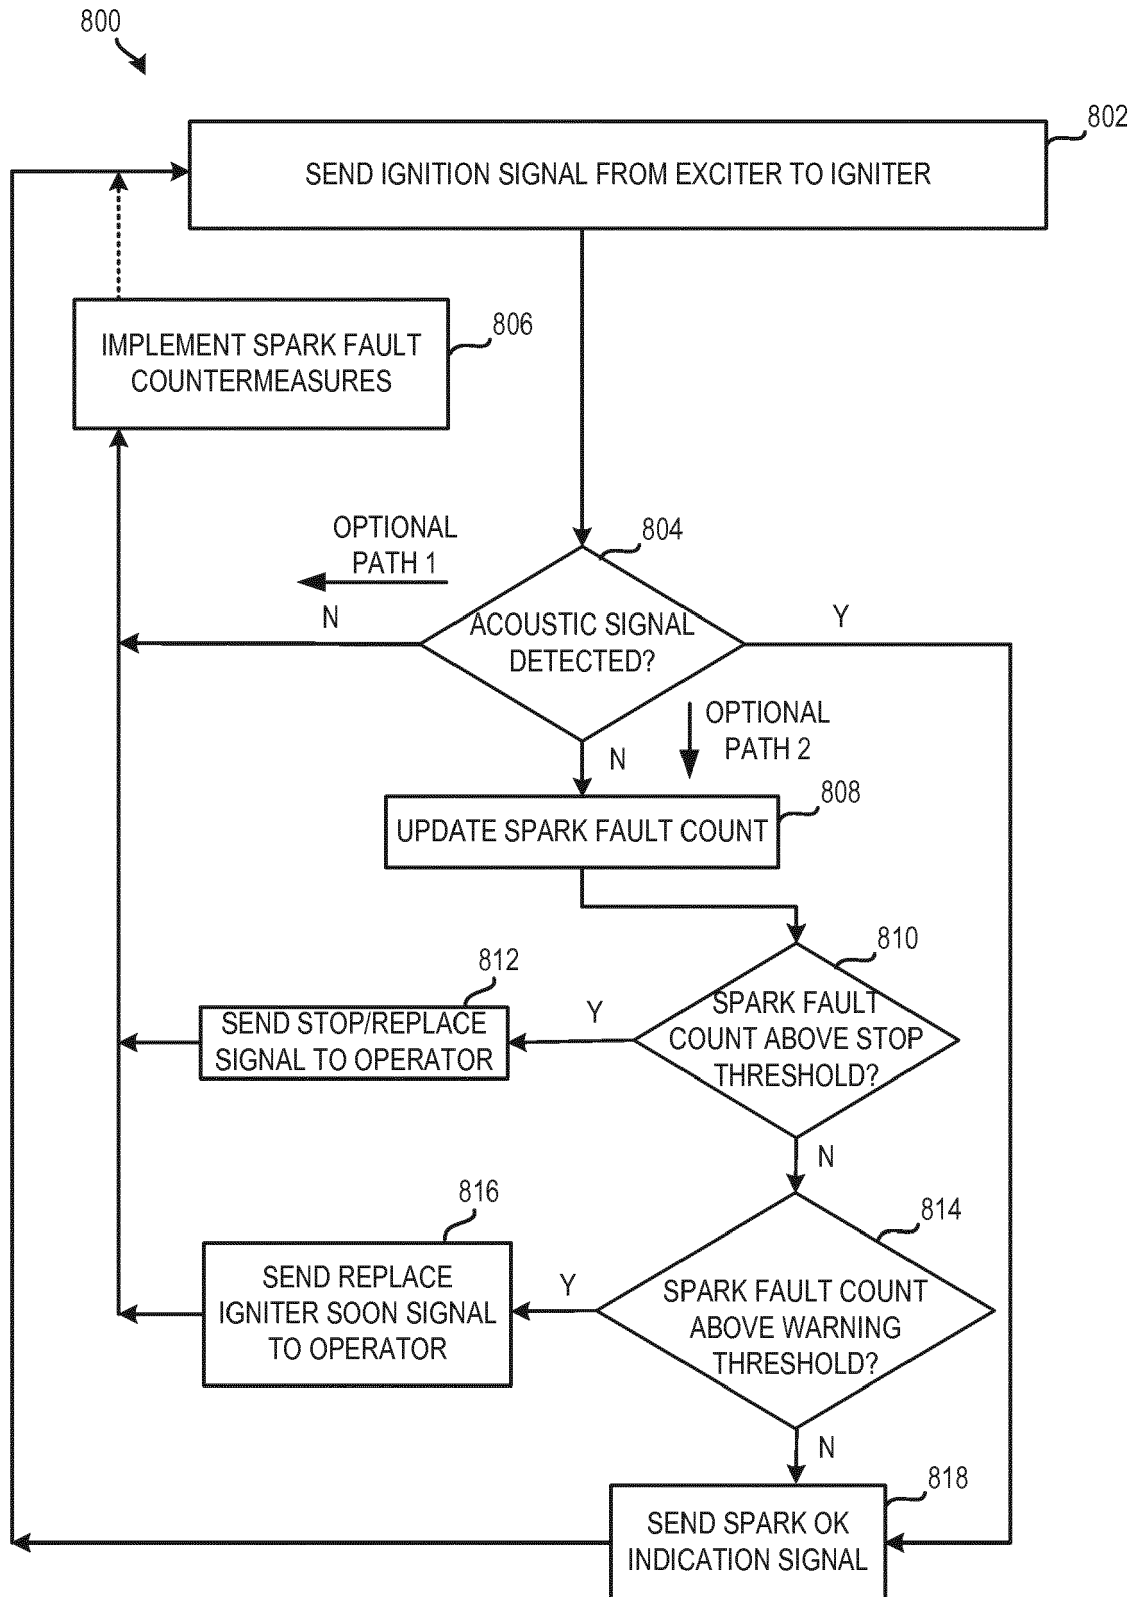 800
802
SEND IGNITION SIGNAL FROM EXCITER TO IGNITER
806
IMPLEMENT SPARK FAULT
COUNTERMEASURES
OPTIONAL
PATH 1
804
N
Y
ACOUSTIC SIGNAL
DETECTED?
OPTIONAL
PATH 2
N
808
UPDATE SPARK FAULT COUNT
810
812
SPARK FAULT
COUNT ABOVE STOP
THRESHOLD?
Y
SEND STOP/REPLACE
SIGNAL TO OPERATOR
N
816
814
SEND REPLACE
IGNITER SOON SIGNAL
TO OPERATOR
Y
SPARK FAULT COUNT
ABOVE WARNING
THRESHOLD?
N
818
SEND SPARK OK
INDICATION SIGNAL